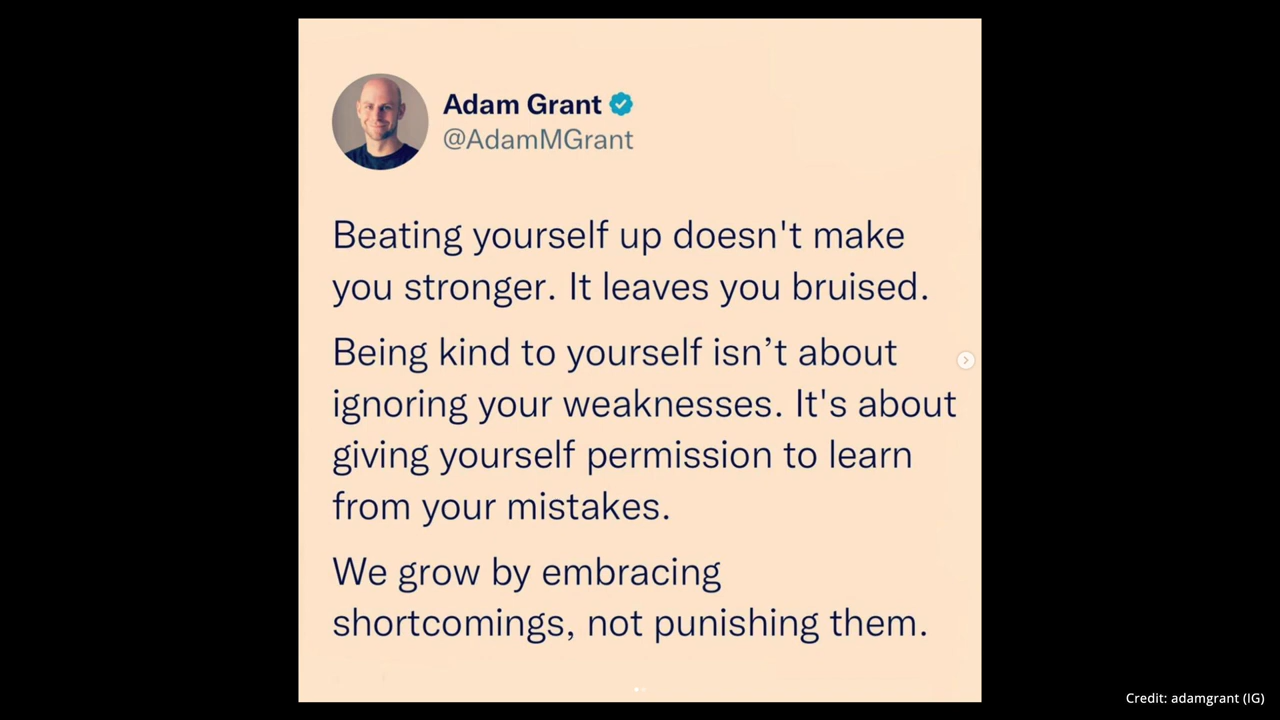 Adam Grant
@AdamMGrant
Beating yourself up doesn't make
you stronger. It leaves you bruised.
Being kind to yourself isn’t about
ignoring your weaknesses. It's about
giving yourself permission to learn
from your mistakes.
We grow by embracing
shortcomings, not punishing them.
Credit: adamgrant (IG)